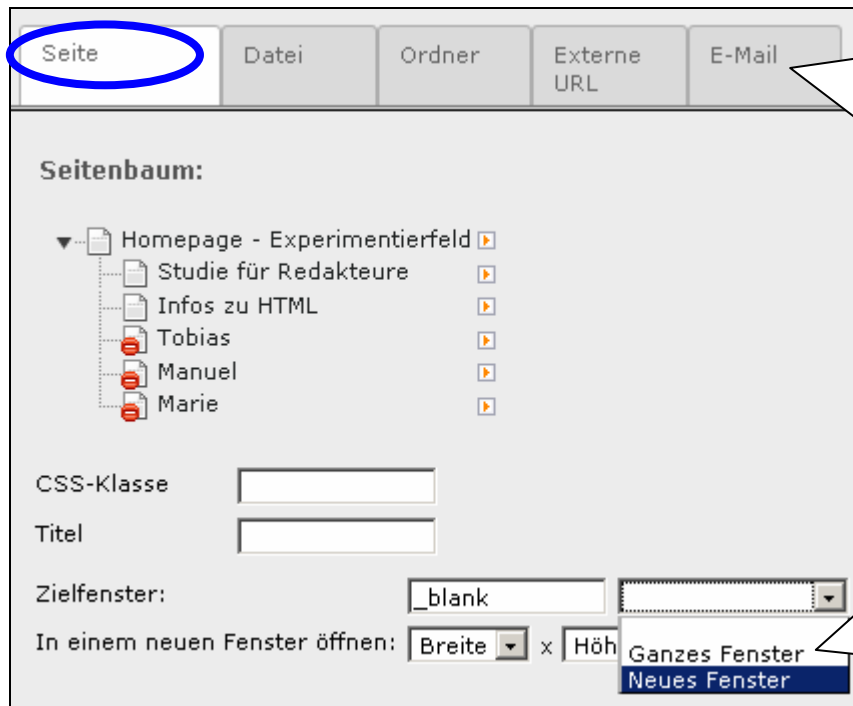 Seite Datei Ordner Externe URL E-Mail
Seitenbaum:
Homepage - Experimentierfeld
Studie für Redakteure
Infos zu HTML
Tobias
Manuel
Marie
CSS-Klasse
Titel
Zielfenster: _blank
In einem neuen Fenster öffnen: Breite x Höh
Ganzes Fenster
Neues Fenster